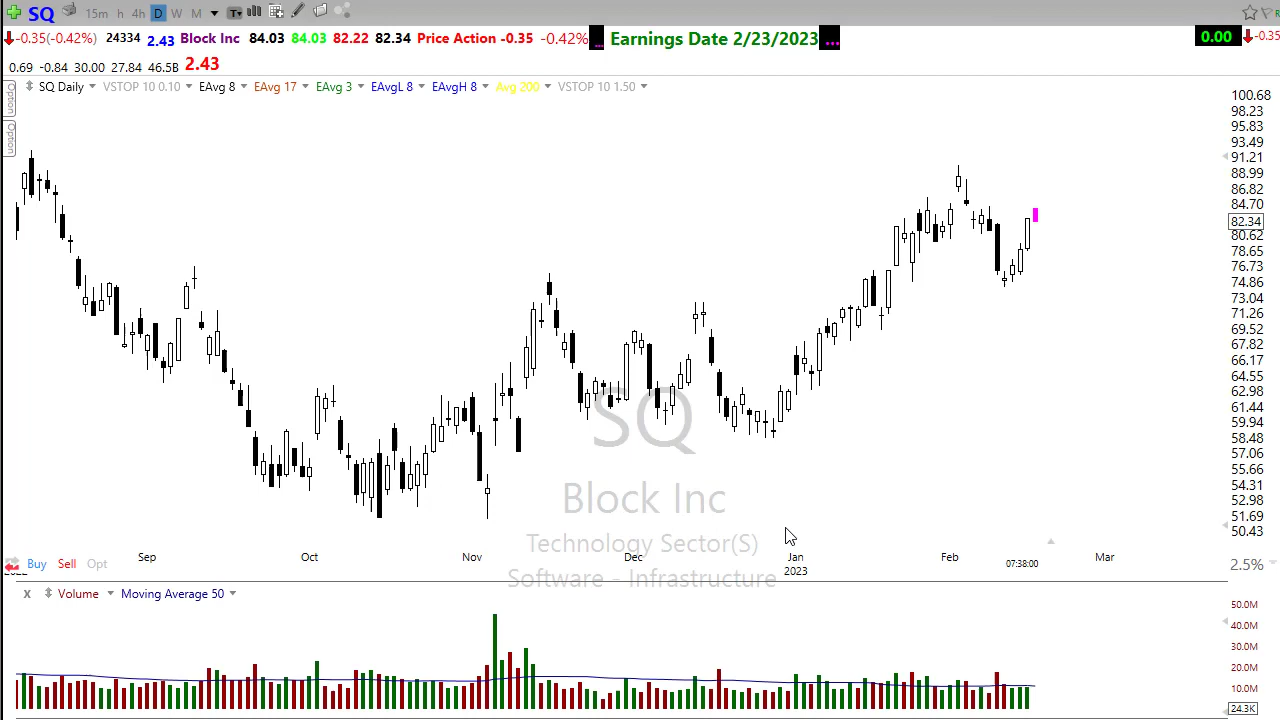 SQ 15m h 4h D W M T
-0.35(-0.42%) 24334 2.43 Block Inc 84.03 84.03 82.22 82.34 Price Action -0.35 -0.42% ... Earnings Date 2/23/2023 ... 0.00 -0.35
0.69 -0.84 30.00 27.84 46.5B 2.43
SQ Daily VSTOP 10 0.10 EAvg 8 EAvg 17 EAvg 3 EAvgL 8 EAvgH 8 Avg 200 VSTOP 10 1.50
Option
Option
100.68
98.23
95.83
93.49
91.21
88.99
86.82
84.70
82.34
80.62
78.65
76.73
74.86
73.04
71.26
69.52
67.82
66.17
64.55
62.98
61.44
59.94
58.48
57.06
55.66
54.31
52.98
51.69
50.43
SQ
Block Inc
Technology Sector(S)
Software - Infrastructure
Sep Oct Nov Dec Jan Feb Mar
2023
07:38:00
Buy Sell Opt
2.5%
X Volume Moving Average 50
50.0M
40.0M
30.0M
20.0M
10.0M
24.3K